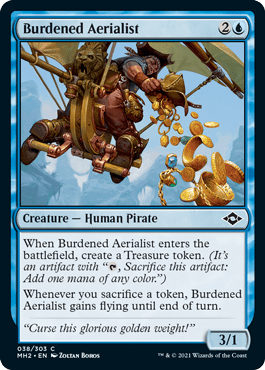 Burdened Aerialist 2
Creature — Human Pirate
When Burdened Aerialist enters the
battlefield, create a Treasure token. (It's
an artifact with “, Sacrifice this artifact:
Add one mana of any color.”)
Whenever you sacrifice a token, Burdened
Aerialist gains flying until end of turn.
“Curse this glorious golden weight!”
3/1
038/303 C
MH2 • EN Zoltan Boros
™ & © 2021 Wizards of the Coast